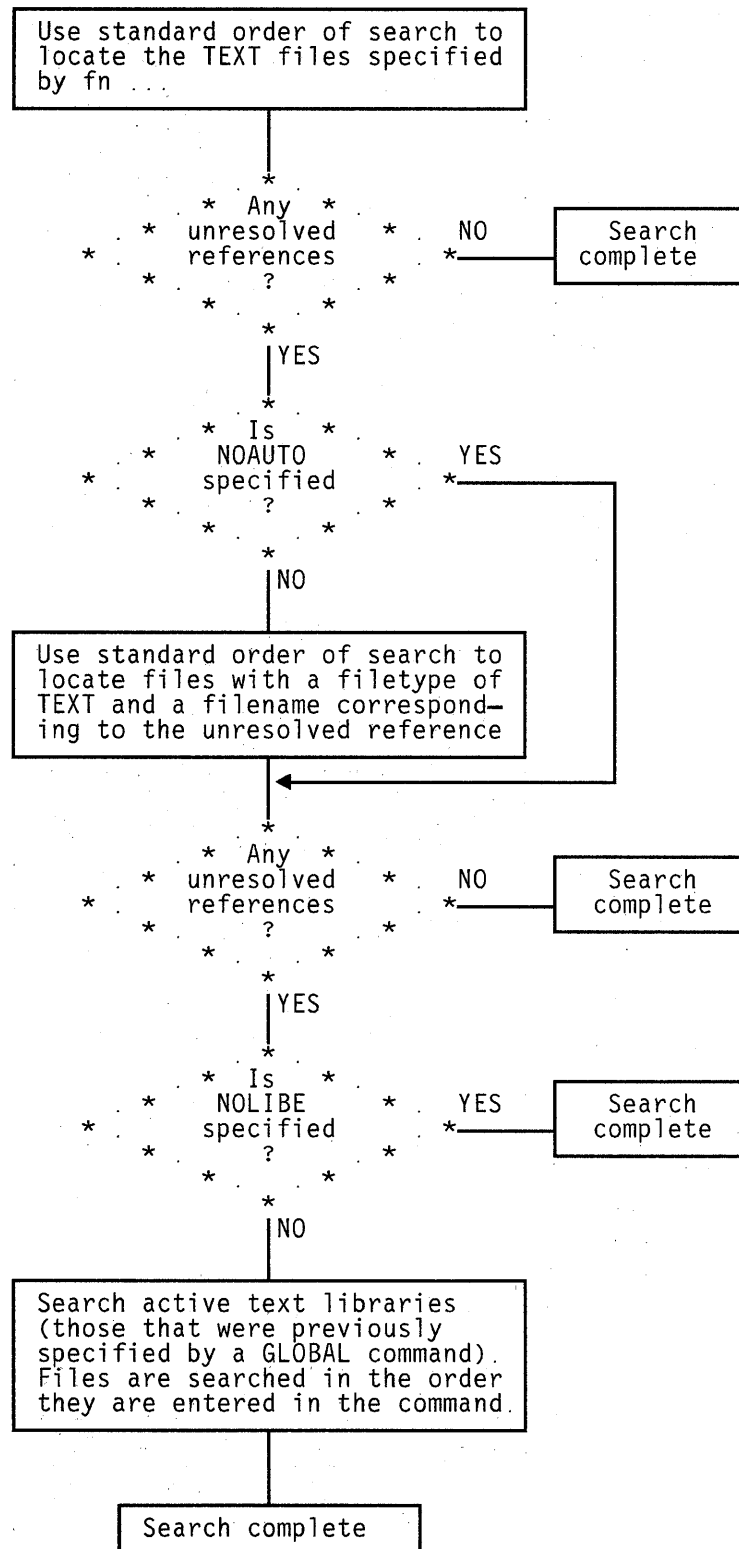 Use standard order of search to
locate the TEXT files specified
by fn ...
Any
unresolved
references
?
NO
Search
complete
YES
Is
NOAUTO
specified
?
YES
NO
Use standard order of search to
locate files with a filetype of
TEXT and a filename correspond–
ing to the unresolved reference
Any
unresolved
references
?
NO
Search
complete
YES
Is
NOLIBE
specified
?
YES
Search
complete
NO
Search active text libraries
(those that were previously
specified by a GLOBAL command).
Files are searched in the order
they are entered in the command.
Search complete